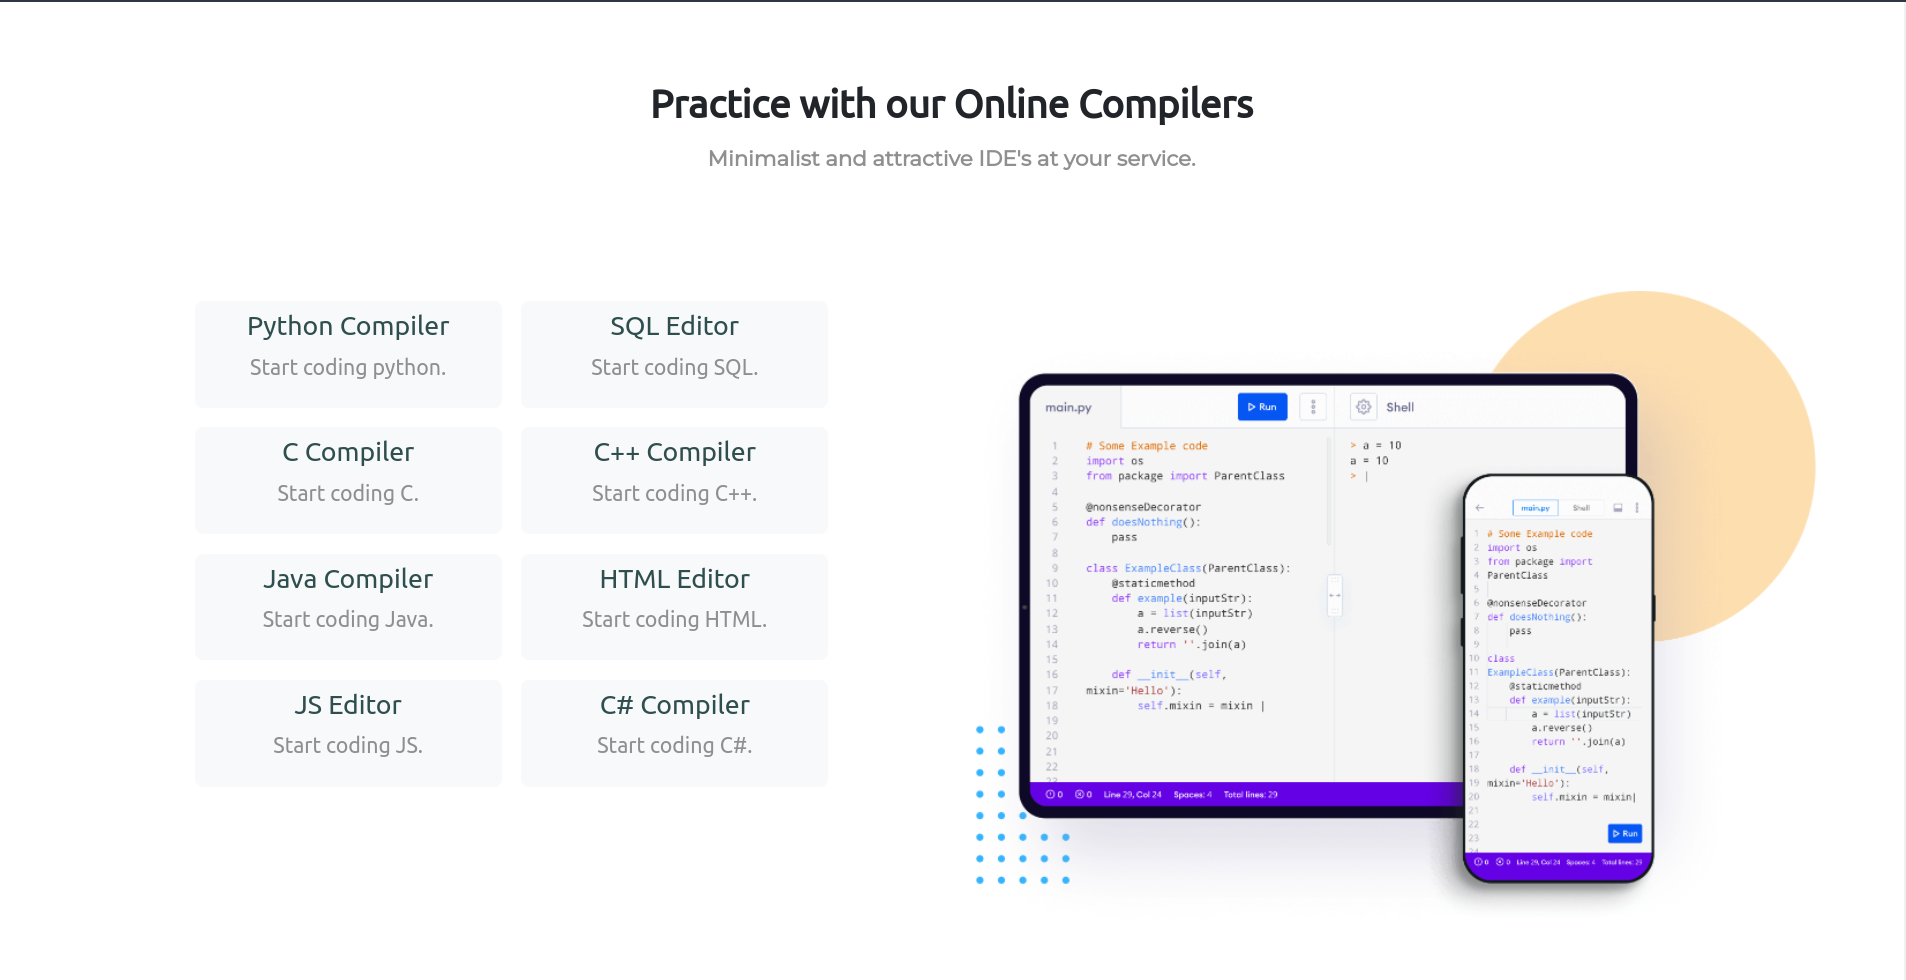 Practice with our Online Compilers
Minimalist and attractive IDE's at your service.
Python Compiler
Start coding python.
SQL Editor
Start coding SQL.
C Compiler
Start coding C.
C++ Compiler
Start coding C++.
Java Compiler
Start coding Java.
HTML Editor
Start coding HTML.
JS Editor
Start coding JS.
C# Compiler
Start coding C#.
main.py
Run
Shell
1 # Some Example code
2 import os
3 from package import ParentClass
4
5 @nonsenseDecorator
6 def doesNothing():
7 pass
8
9 class ExampleClass(ParentClass):
10 @staticmethod
11 def example(inputStr):
12 a = list(inputStr)
13 a.reverse()
14 return ''.join(a)
15
16 def __init__(self,
17 mixin='Hello'):
18 self.mixin = mixin |
19
20
21
22
23
0 0 Line 29, Col 24 Spaces: 4 Total lines: 29
> a = 10
a = 10
> |
main.py Shell
1 # Some Example code
2 import os
3 from package import
4 ParentClass
5
6 @nonsenseDecorator
7 def doesNothing():
8 pass
9
10 class
11 ExampleClass(ParentClass):
12 @staticmethod
13 def example(inputStr):
14 a = list(inputStr)
15 a.reverse()
16 return ''.join(a)
17
18 def __init__(self,
19 mixin='Hello'):
20 self.mixin = mixin|
21
22
23
24
Run
0 0 Line 29, Col 24 Spaces: 4 Total lines: 29